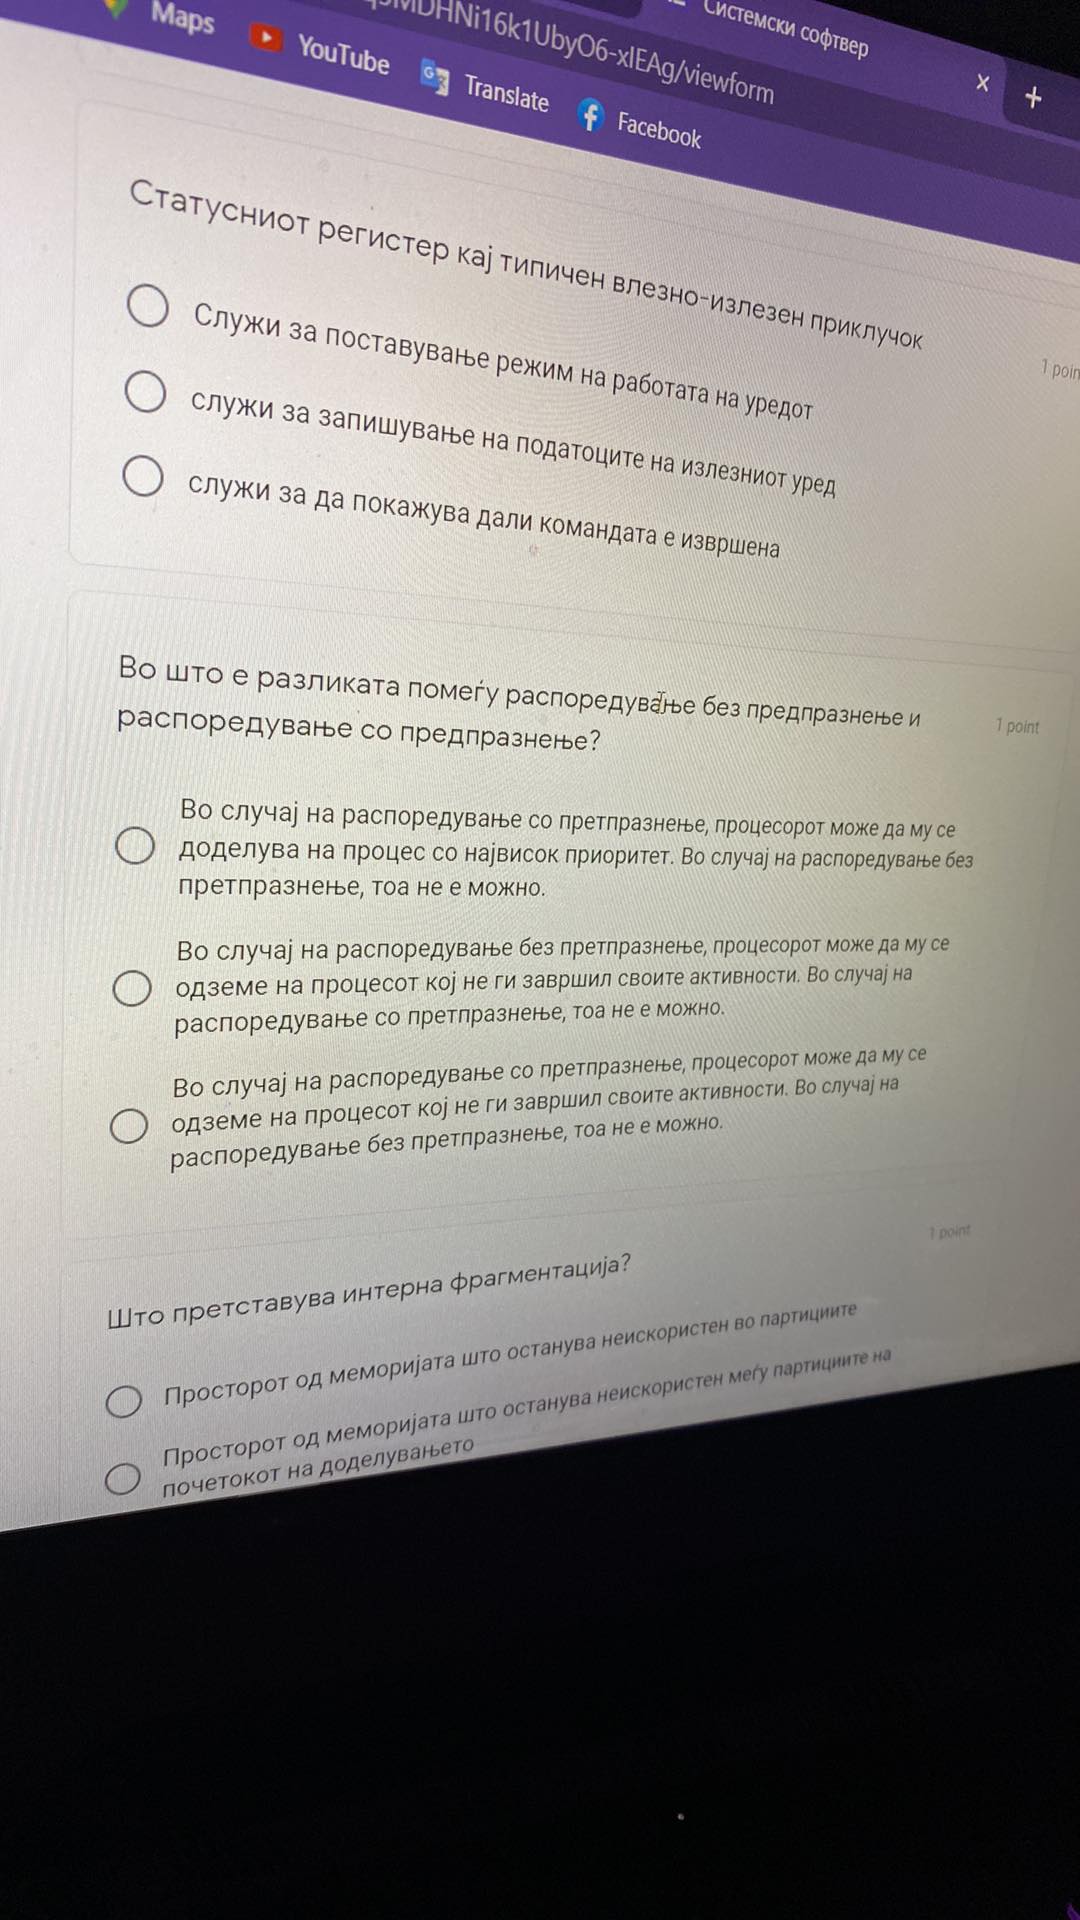 Системски софтвер
MDHNi16k1UbyO6-xlEAg/viewform
Maps
YouTube
Translate
Facebook
Статусниот регистер кај типичен влезно-излезен приклучок
1 poin
Служи за поставување режим на работата на уредот
служи за запишување на податоците на излезниот уред
служи за да покажува дали командата е извршена
Во што е разликата помеѓу распоредување без предпразнење и
распоредување со предпразнење?
1 point
Во случај на распоредување со претпразнење, процесорот може да му се
доделува на процес со највисок приоритет. Во случај на распоредување без
претпразнење, тоа не е можно.
Во случај на распоредување без претпразнење, процесорот може да му се
одземе на процесот кој не ги завршил своите активности. Во случај на
распоредување со претпразнење, тоа не е можно.
Во случај на распоредување со претпразнење, процесорот може да му се
одземе на процесот кој не ги завршил своите активности. Во случај на
распоредување без претпразнење, тоа не е можно.
Што претставува интерна фрагментација?
1 point
Просторот од меморијата што останува неискористен во партициите
Просторот од меморијата што останува неискористен меѓу партициите на
почетокот на доделувањето